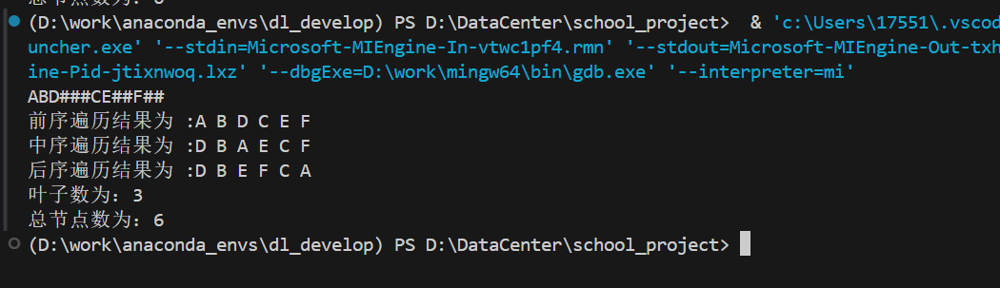 (D:\work\anaconda_envs\dl_develop) PS D:\DataCenter\school_project>  & 'c:\Users\17551\.vscod
uncher.exe' '--stdin=Microsoft-MIEngine-In-vtwc1pf4.rmn' '--stdout=Microsoft-MIEngine-Out-txh
ine-Pid-jtixnwoq.lxz' '--dbgExe=D:\work\mingw64\bin\gdb.exe' '--interpreter=mi'
ABD###CE##F##
前序遍历结果为 :A B D C E F
中序遍历结果为 :D B A E C F
后序遍历结果为 :D B E F C A
叶子数为：3
总节点数为：6
(D:\work\anaconda_envs\dl_develop) PS D:\DataCenter\school_project>